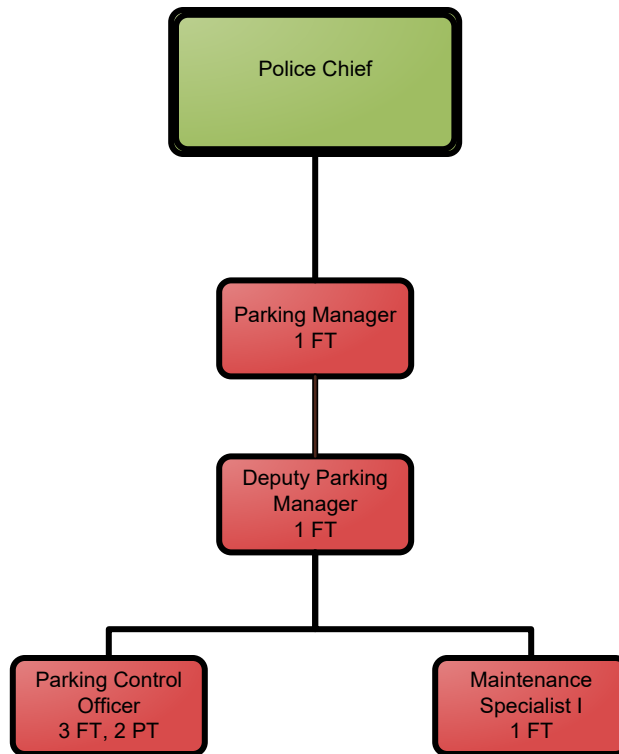 Police Chief
Parking Manager
1 FT
Deputy Parking
Manager
1 FT
Parking Control
Officer
3 FT, 2 PT
Maintenance
Specialist I
1 FT